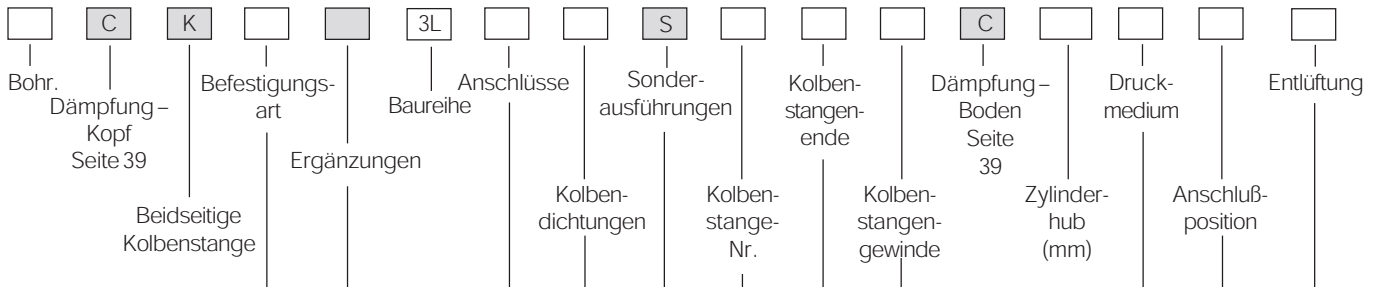 C K 3L S C
Bohr.
Dämpfung –
Kopf
Seite 39
Beidseitige
Kolbenstange
Befestigungs-
art
Ergänzungen
Baureihe
Anschlüsse
Kolben-
dichtungen
Sonder-
ausführungen
Kolben-
stange-
Nr.
Kolben-
stangen-
ende
Kolben-
stangen-
gewinde
Dämpfung –
Boden
Seite
39
Zylinder-
hub
(mm)
Druck-
medium
Anschluß-
position
Entlüftung